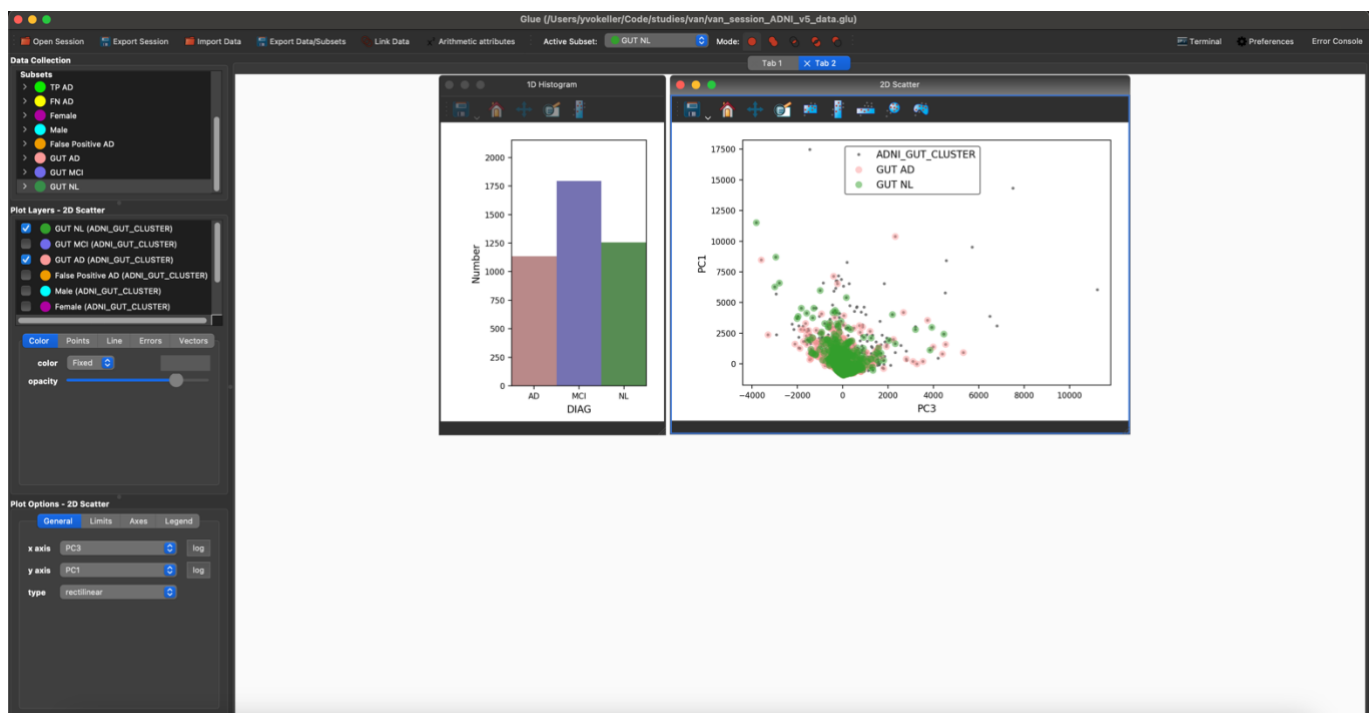 Glue (/Users/yvokeller/Code/studies/van/van_session_ADNI_v5_data.glu)
Open Session Export Session Import Data Export Data/Subsets Link Data Arithmetic attributes Active Subset: GUT NL Mode: Terminal Preferences Error Console
Data Collection
Tab 1 Tab 2
Subsets
TP AD
FN AD
Female
Male
False Positive AD
GUT AD
GUT MCI
GUT NL
Plot Layers - 2D Scatter
GUT NL (ADNI_GUT_CLUSTER)
GUT MCI (ADNI_GUT_CLUSTER)
GUT AD (ADNI_GUT_CLUSTER)
False Positive AD (ADNI_GUT_CLUSTER)
Male (ADNI_GUT_CLUSTER)
Female (ADNI_GUT_CLUSTER)
Color Points Line Errors Vectors
color Fixed
opacity
Plot Options - 2D Scatter
General Limits Axes Legend
x axis PC3 log
y axis PC1 log
type rectilinear
1D Histogram
2000
1750
1500
1250
1000
750
500
250
0
Number
AD MCI NL
DIAG
2D Scatter
17500
15000
12500
10000
7500
5000
2500
0
PC1
ADNI_GUT_CLUSTER
GUT AD
GUT NL
−4000 −2000 0 2000 4000 6000 8000 10000
PC3